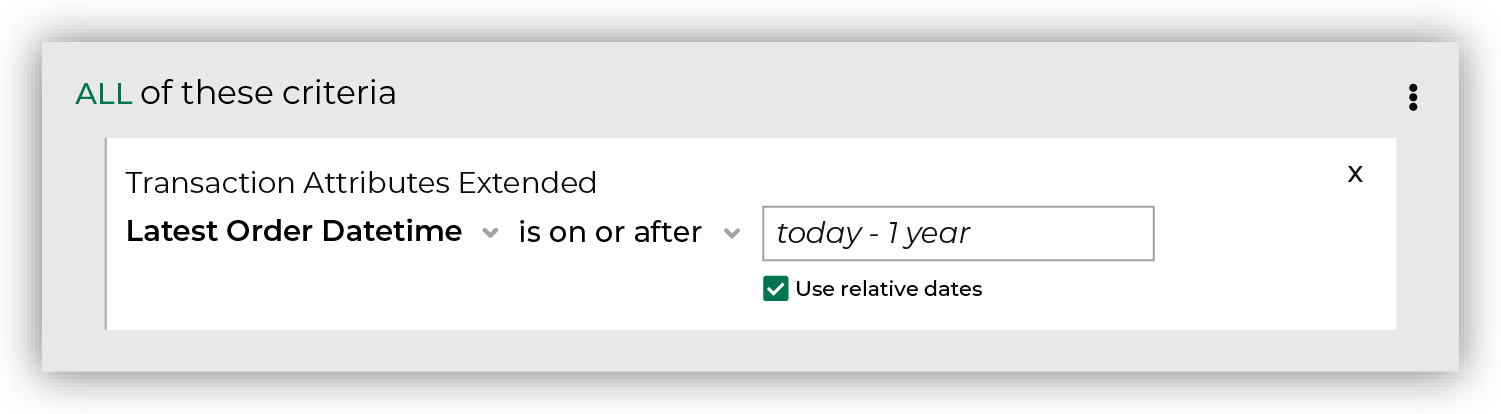 ALL of these criteria
Transaction Attributes Extended
x
Latest Order Datetime is on or after today - 1 year
Use relative dates